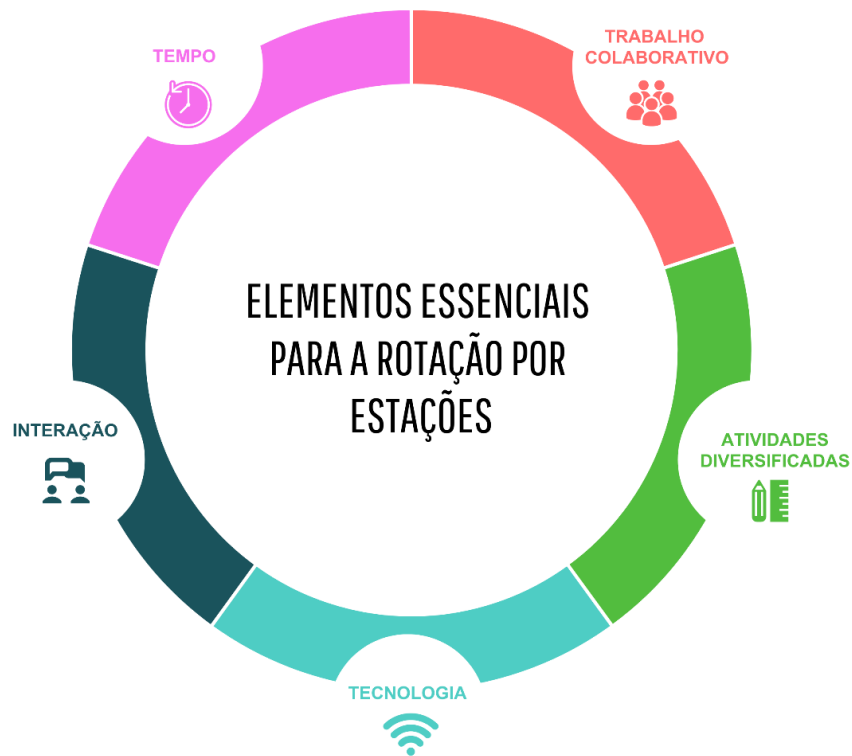 TEMPO
TRABALHO
COLABORATIVO
ELEMENTOS ESSENCIAIS
PARA A ROTAÇÃO POR
ESTAÇÕES
INTERAÇÃO
ATIVIDADES
DIVERSIFICADAS
TECNOLOGIA